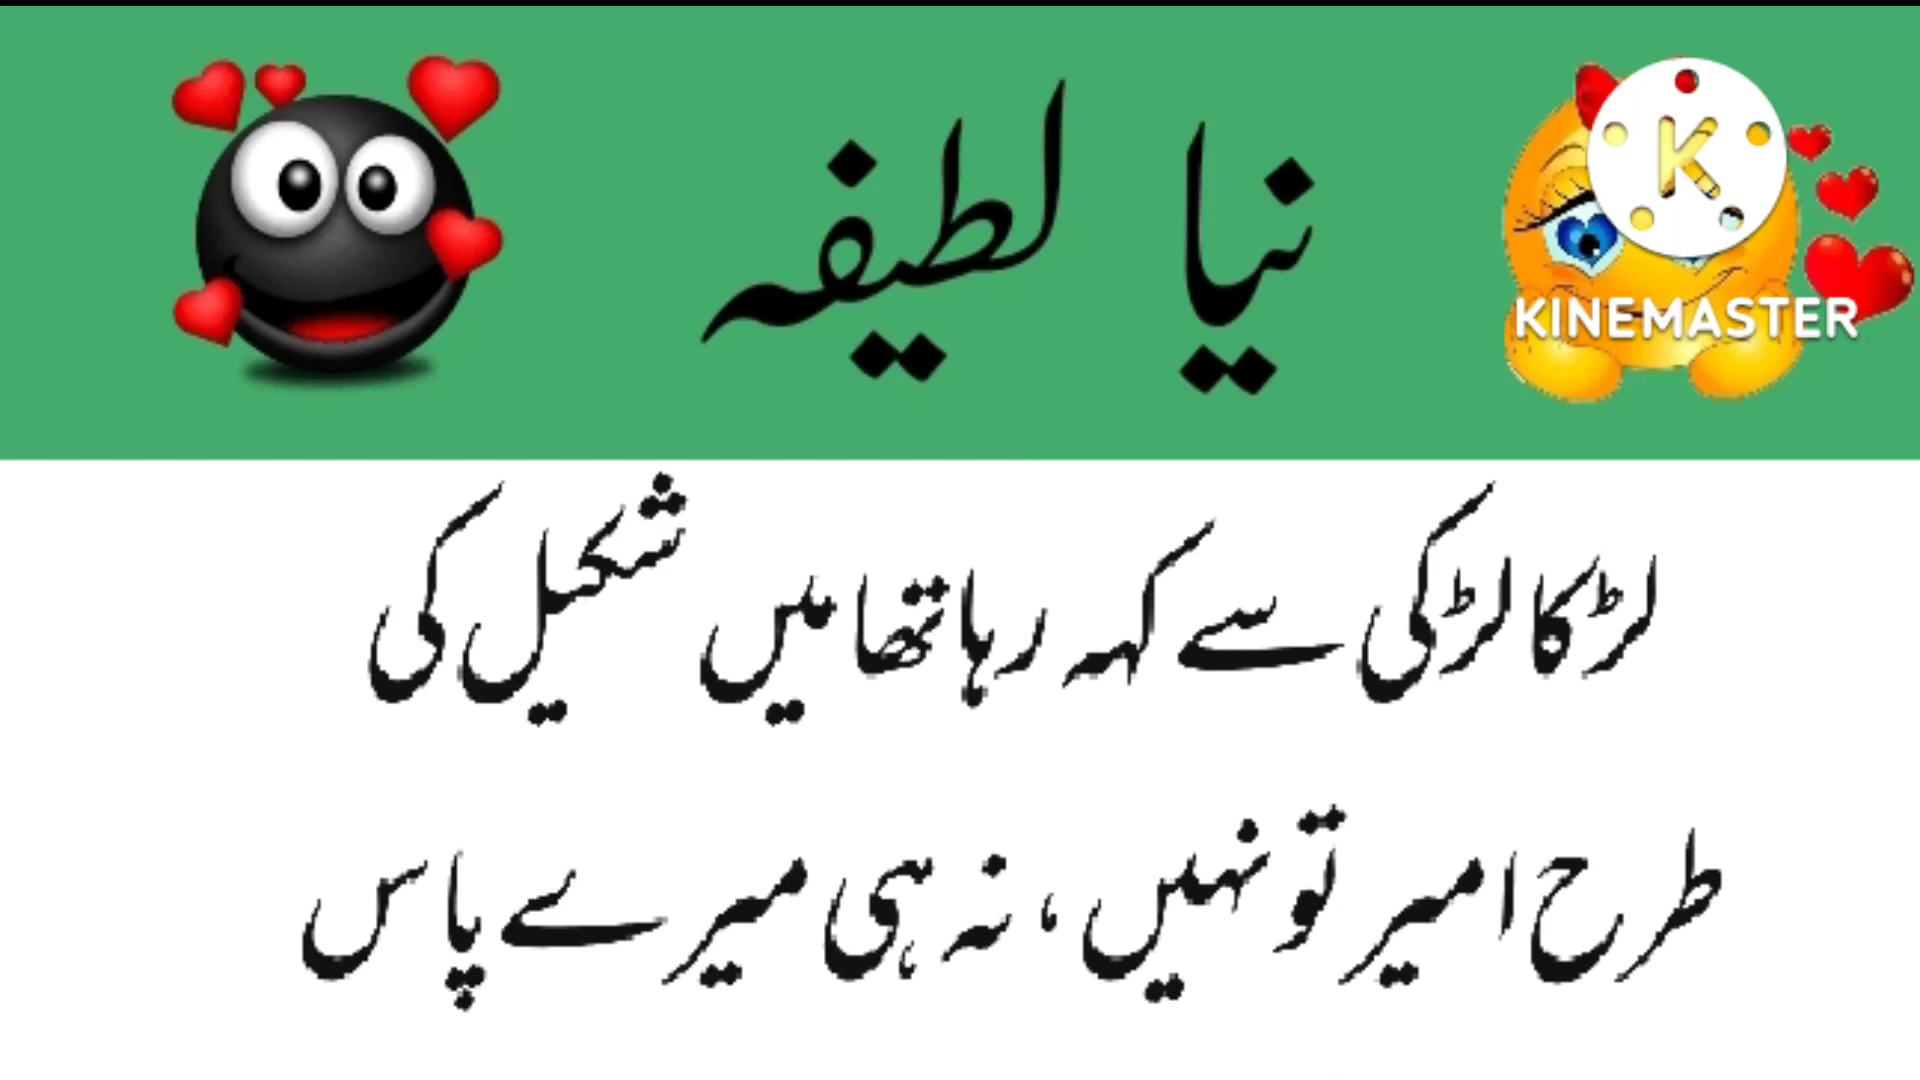 نیا لطیفہ
KINEMASTER
لڑکا لڑکی سے کہہ رہا تھا میں شکیل کی
طرح امیر تو نہیں، نہ ہی میرے پاس